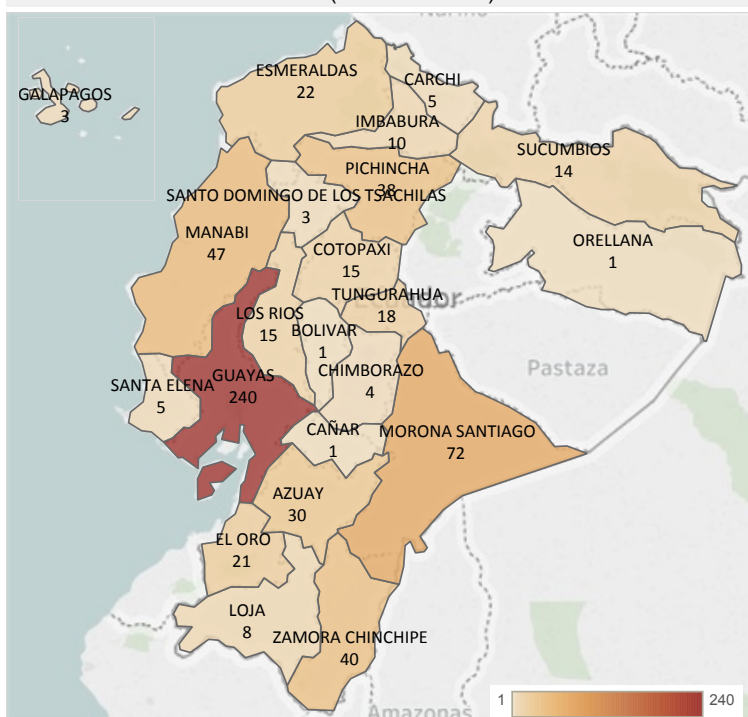 ESMERALDAS
22
CARCHI
5
GALAPAGOS
3
IMBABURA
10
SUCUMBIOS
14
PICHINCHA
38
SANTO DOMINGO DE LOS TSACHILAS
3
MANABI
47
ORELLANA
1
COTOPAXI
15
TUNGURAHUA
18
Ecuador
LOS RIOS
15
BOLIVAR
1
Pastaza
CHIMBORAZO
4
GUAYAS
240
SANTA ELENA
5
CAÑAR
1
MORONA SANTIAGO
72
AZUAY
30
EL ORO
21
LOJA
8
ZAMORA CHINCHIPE
40
1
240
Amazonas